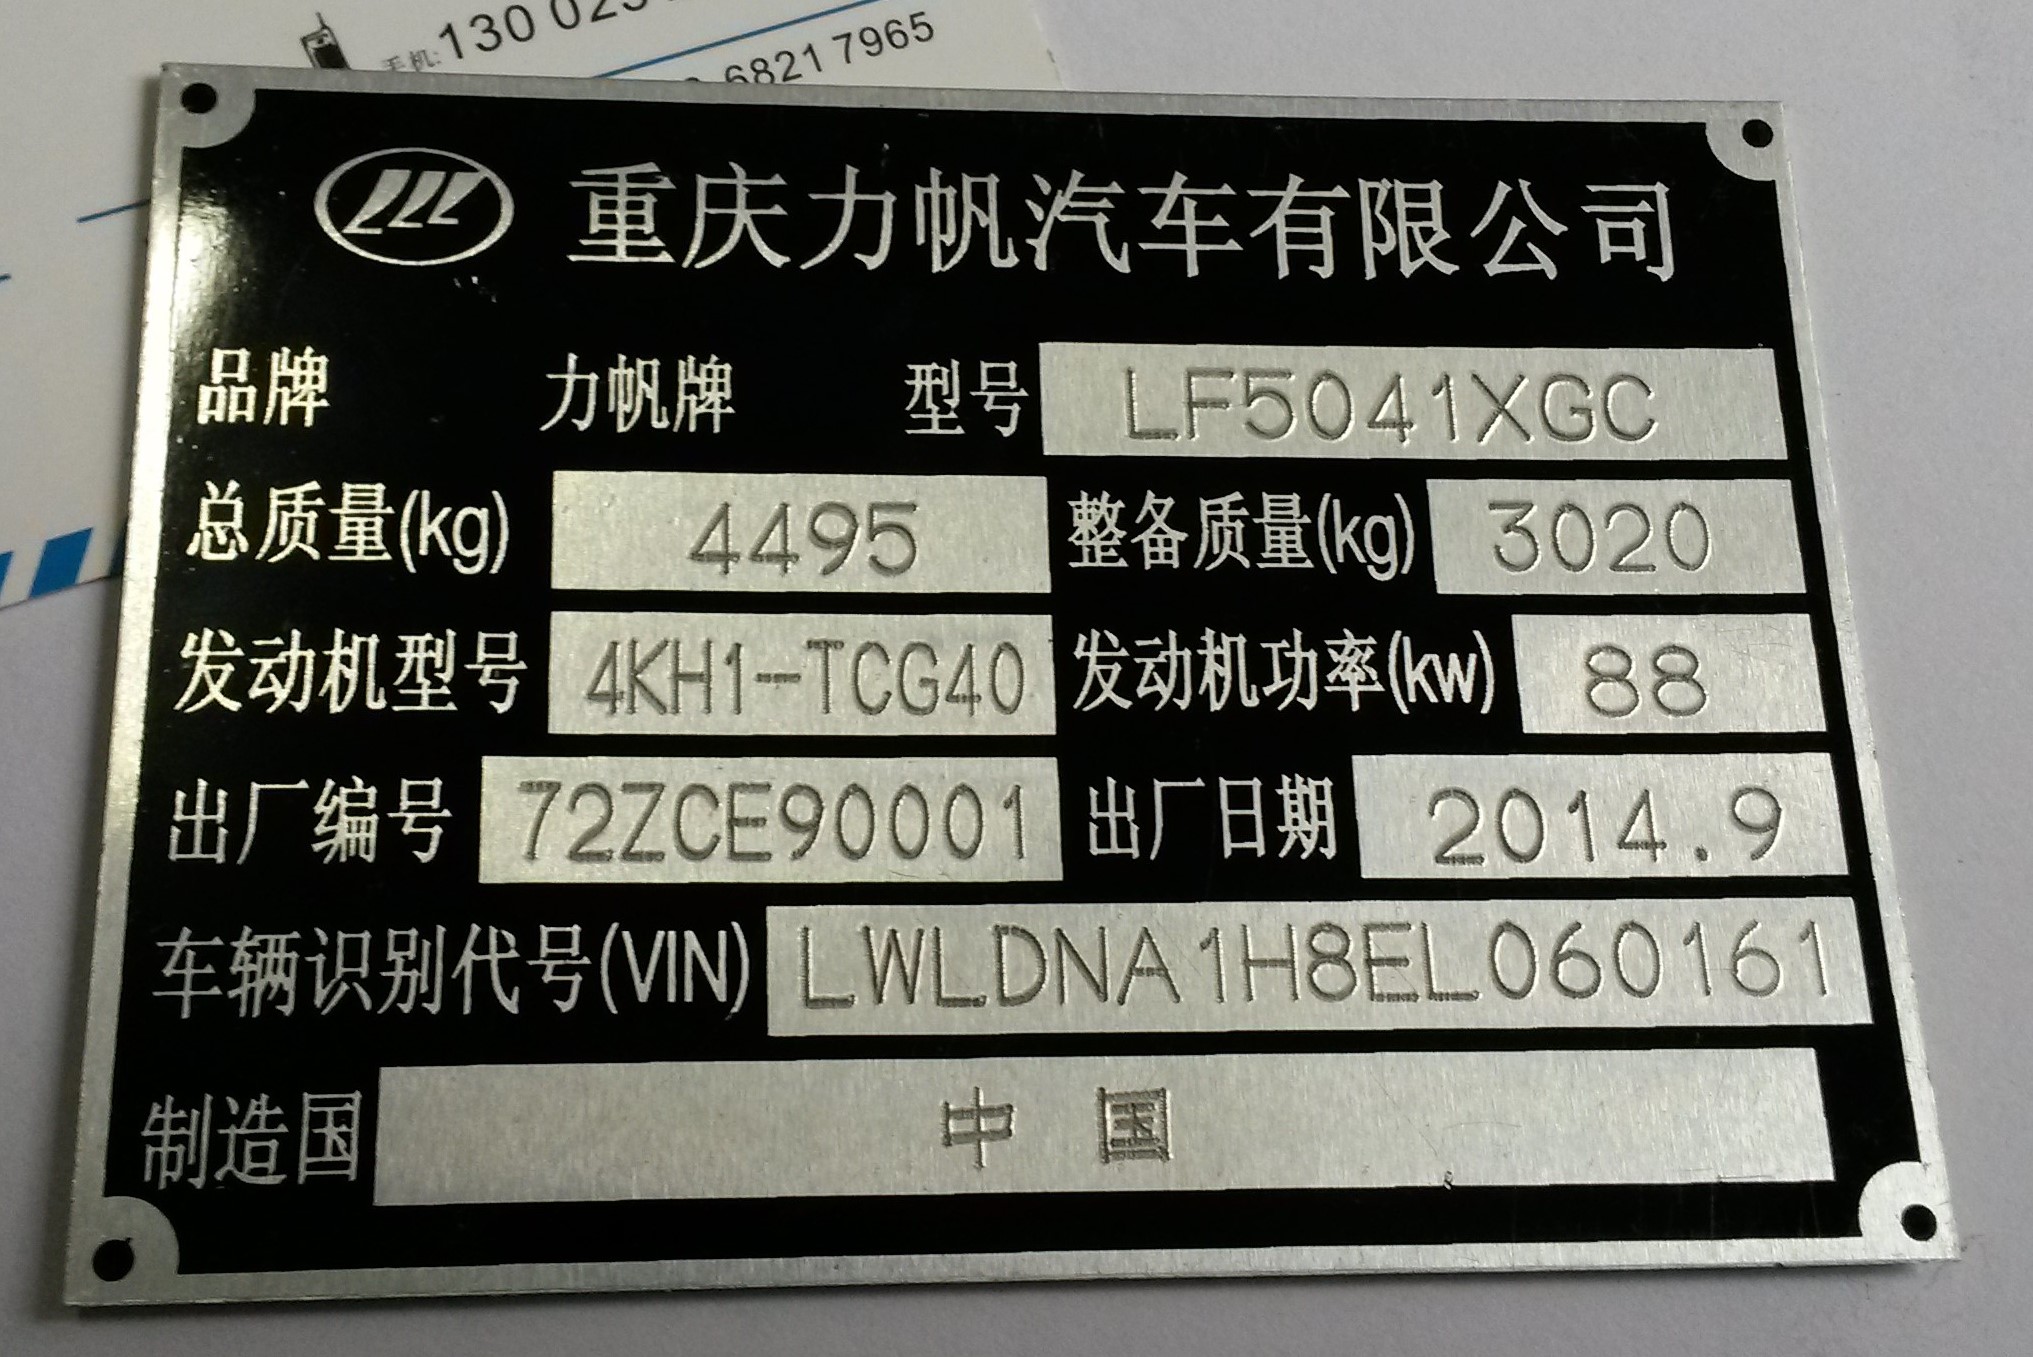 手机:130 023
6821 7965
重庆力帆汽车有限公司
品牌 力帆牌 型号 LF5041XGC
总质量(kg) 4495 整备质量(kg) 3020
发动机型号 4KH1-TCG40 发动机功率(kw) 88
出厂编号 72ZCE90001 出厂日期 2014.9
车辆识别代号(VIN) LWLDNA1H8EL060161
制造国 中国